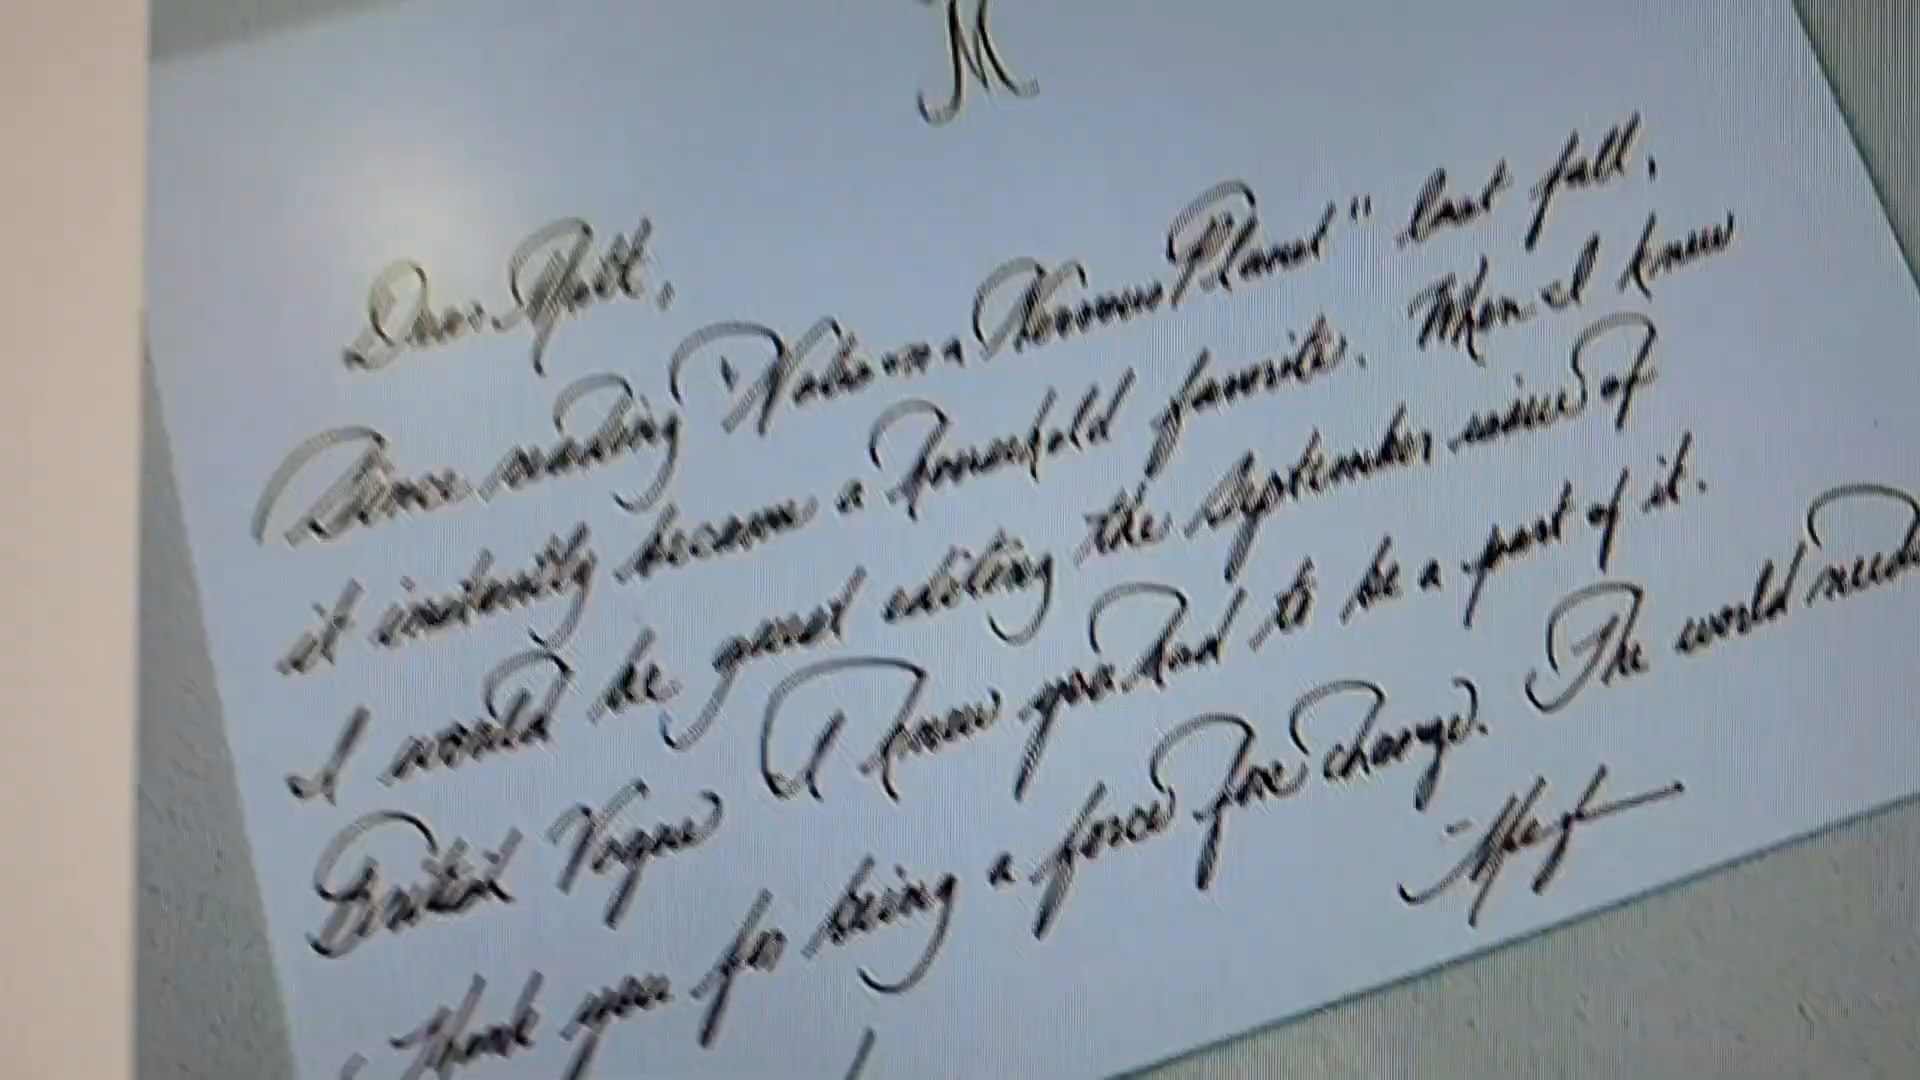 M
Dear Matt,
Since reading "Notes on a Nervous Planet" last fall,
it instantly became a household favorite. When I knew
I would be guest editing the September issue of
British Vogue I knew you had to be a part of it.
Thank you for being a force for change. The world needs